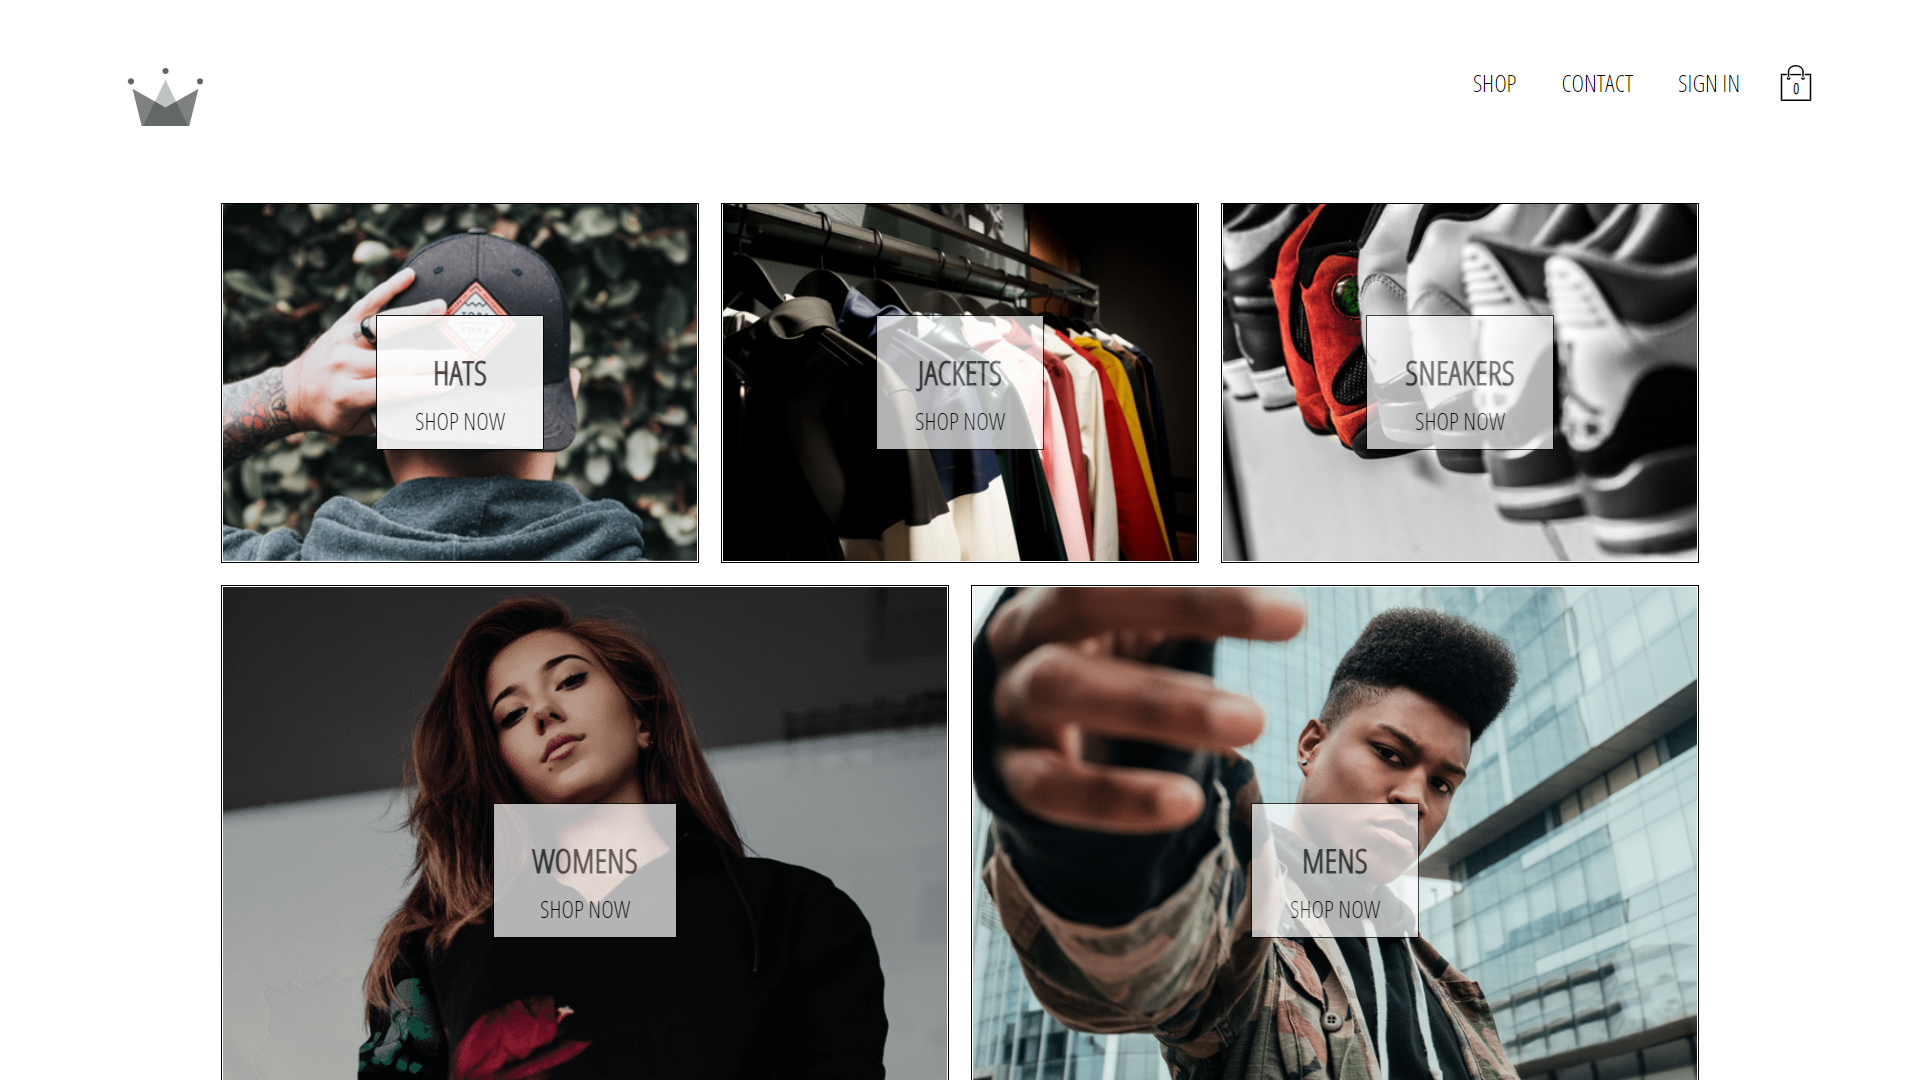 SHOP
CONTACT
SIGN IN
0
TOPA
HATS
SHOP NOW
JACKETS
SHOP NOW
SNEAKERS
SHOP NOW
WOMENS
SHOP NOW
MENS
SHOP NOW